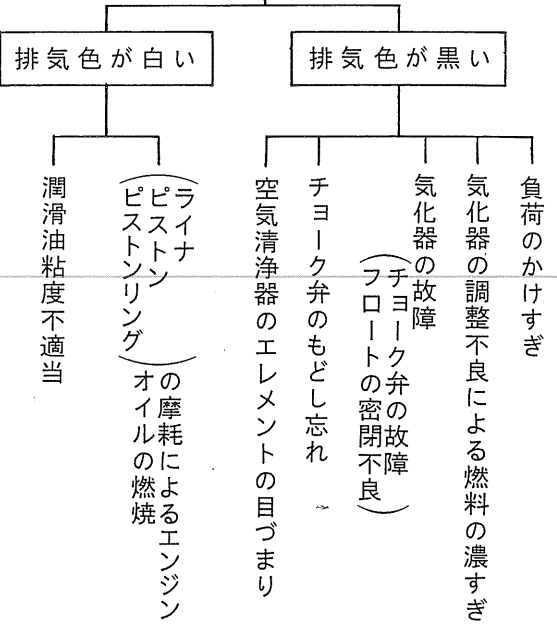 排気色が白い
排気色が黒い
負荷のかけすぎ
気化器の調整不良による燃料の濃すぎ
気化器の故障
(チョーク弁の故障
フロートの密閉不良)
チョーク弁のもどし忘れ
空気清浄器のエレメントの目づまり
(ライナ
ピストン
ピストンリング)
の摩耗によるエンジン
オイルの燃焼
潤滑油粘度不適当